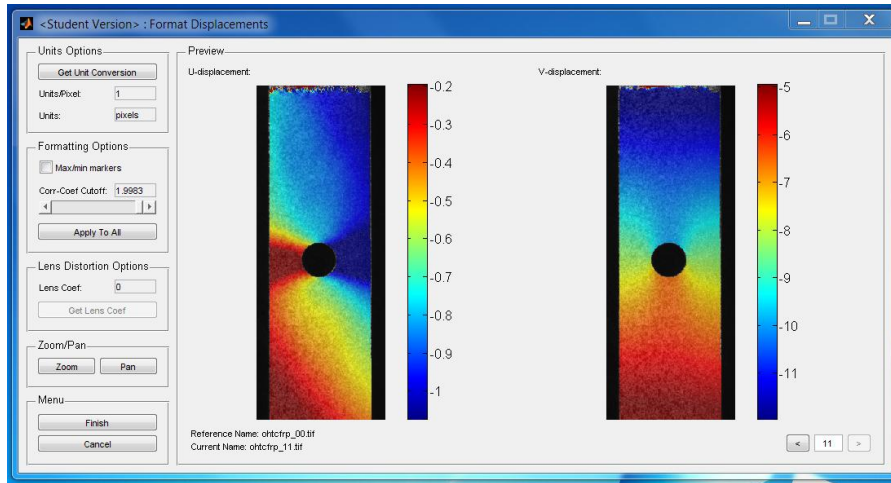 <Student Version> : Format Displacements
Units Options
Get Unit Conversion
Units/Pixel: 1
Units: pixels
Formatting Options
Max/min markers
Corr-Coef Cutoff: 1.9983
Apply To All
Lens Distortion Options
Lens Coef: 0
Get Lens Coef
Zoom/Pan
Zoom Pan
Menu
Finish
Cancel
Preview
U-displacement:
-0.2
-0.3
-0.4
-0.5
-0.6
-0.7
-0.8
-0.9
-1
V-displacement:
-5
-6
-7
-8
-9
-10
-11
Reference Name: ohtcfrp_00.tif
Current Name: ohtcfrp_11.tif
< 11 >